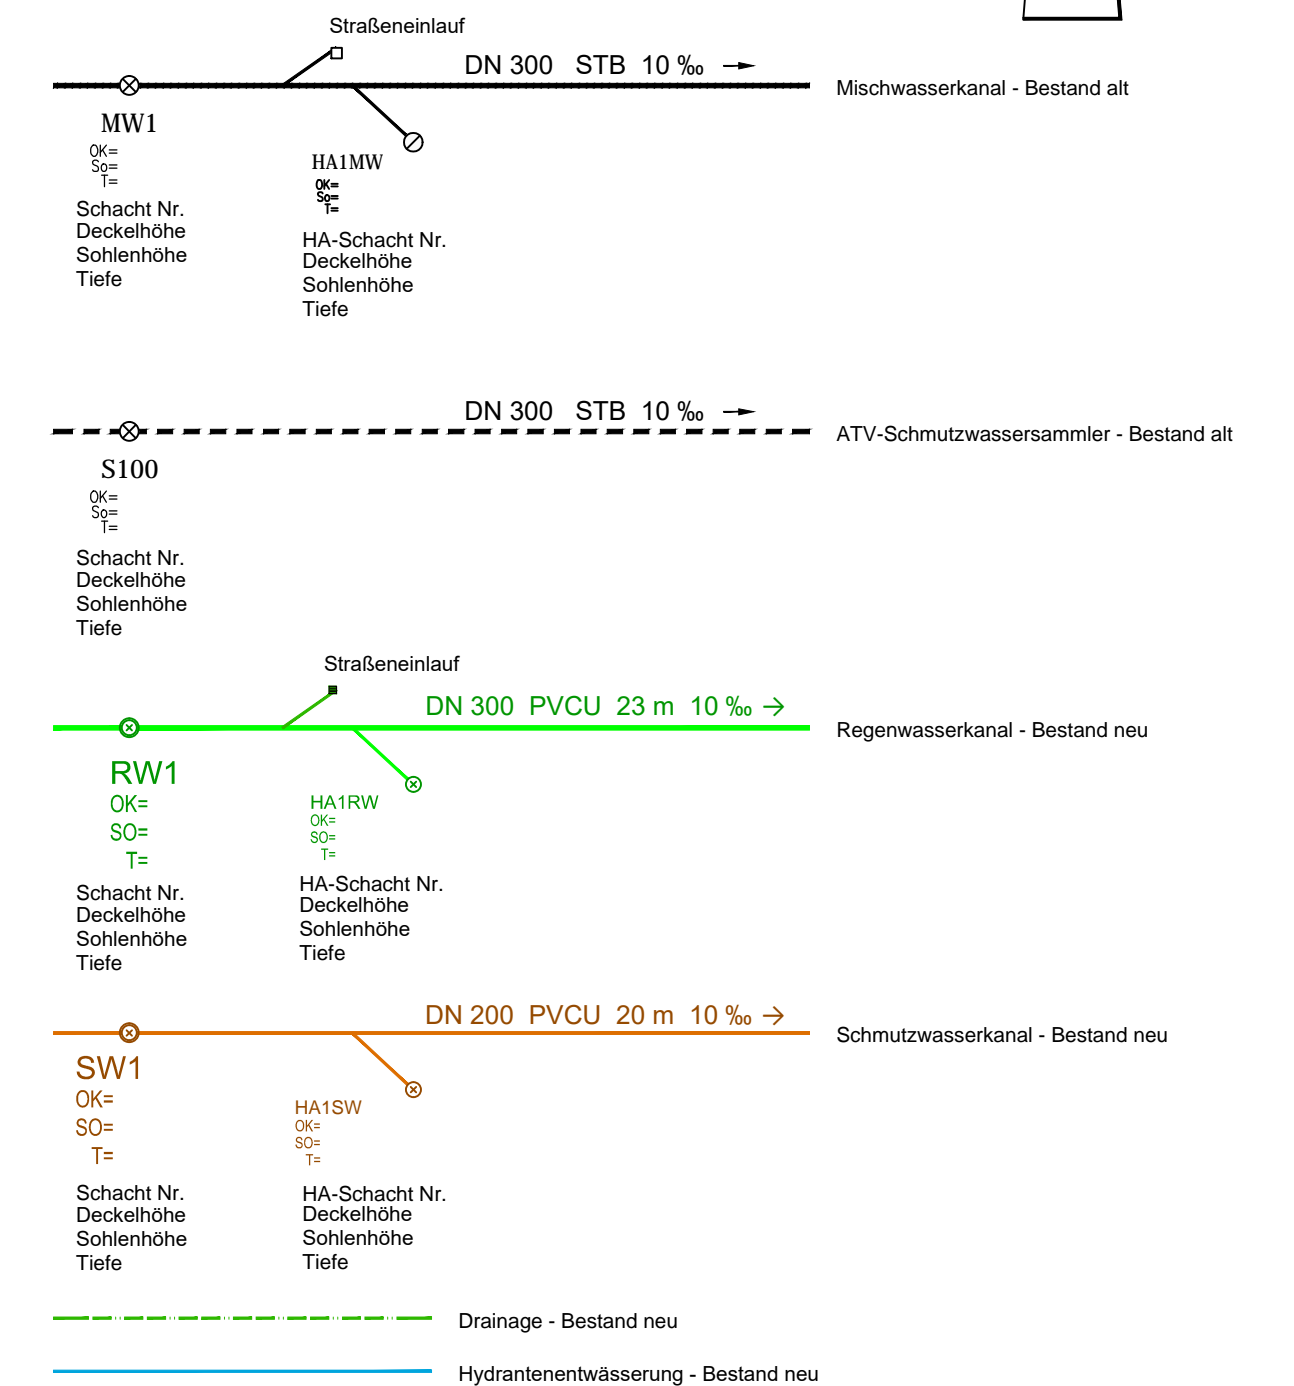 Straßeneinlauf
DN 300 STB 10 ‰ →
Mischwasserkanal - Bestand alt
MW1
OK=
So=
T=
Schacht Nr.
Deckelhöhe
Sohlenhöhe
Tiefe
HA1MW
OK=
So=
T=
HA-Schacht Nr.
Deckelhöhe
Sohlenhöhe
Tiefe
DN 300 STB 10 ‰ →
ATV-Schmutzwassersammler - Bestand alt
S100
OK=
So=
T=
Schacht Nr.
Deckelhöhe
Sohlenhöhe
Tiefe
Straßeneinlauf
DN 300 PVCU 23 m 10 ‰ →
Regenwasserkanal - Bestand neu
RW1
OK=
SO=
T=
Schacht Nr.
Deckelhöhe
Sohlenhöhe
Tiefe
HA1RW
OK=
SO=
T=
HA-Schacht Nr.
Deckelhöhe
Sohlenhöhe
Tiefe
DN 200 PVCU 20 m 10 ‰ →
Schmutzwasserkanal - Bestand neu
SW1
OK=
SO=
T=
Schacht Nr.
Deckelhöhe
Sohlenhöhe
Tiefe
HA1SW
OK=
SO=
T=
HA-Schacht Nr.
Deckelhöhe
Sohlenhöhe
Tiefe
Drainage - Bestand neu
Hydrantenentwässerung - Bestand neu